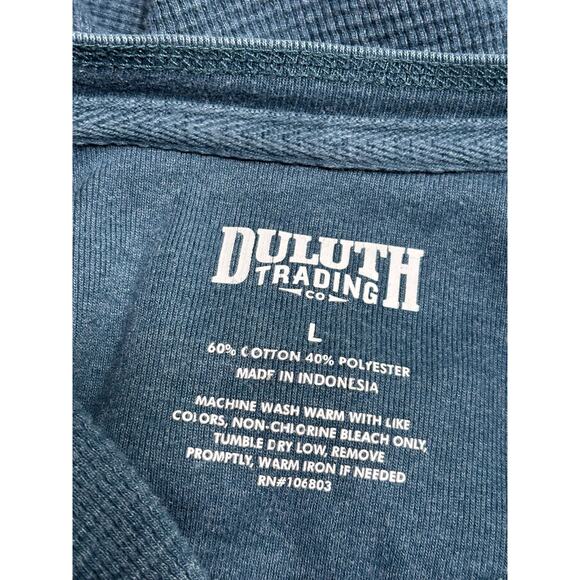 DULUTH
TRADING
CO
L
60% COTTON 40% POLYESTER
MADE IN INDONESIA
MACHINE WASH WARM WITH LIKE
COLORS, NON-CHLORINE BLEACH ONLY,
TUMBLE DRY LOW, REMOVE
PROMPTLY, WARM IRON IF NEEDED
RN#106803